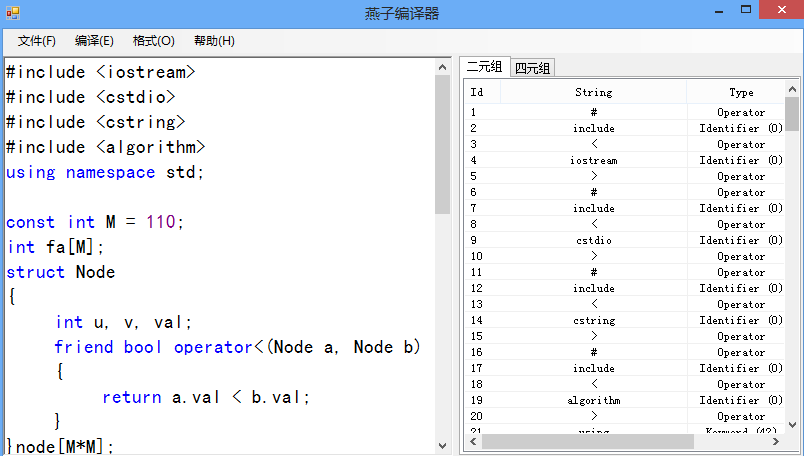 燕子编译器
文件(F) 编译(E) 格式(O) 帮助(H)
#include <iostream>
#include <cstdio>
#include <cstring>
#include <algorithm>
using namespace std;
const int M = 110;
int fa[M];
struct Node
{
int u, v, val;
friend bool operator<(Node a, Node b)
{
return a.val < b.val;
}
}node[M*M];
二元组 四元组
Id String Type
1 # Operator
2 include Identifier (0)
3 < Operator
4 iostream Identifier (0)
5 > Operator
6 # Operator
7 include Identifier (0)
8 < Operator
9 cstdio Identifier (0)
10 > Operator
11 # Operator
12 include Identifier (0)
13 < Operator
14 cstring Identifier (0)
15 > Operator
16 # Operator
17 include Identifier (0)
18 < Operator
19 algorithm Identifier (0)
20 > Operator
21 using Keyword (42)